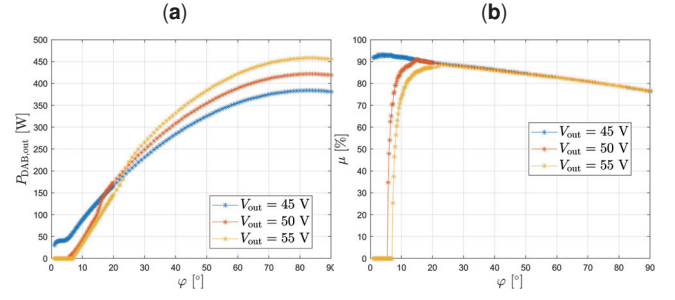 (a)
500
450
400
350
300
250
200
150
100
50
0
P_DAB,out [W]
0 10 20 30 40 50 60 70 80 90
φ [°]
V_out = 45 V
V_out = 50 V
V_out = 55 V
(b)
100
90
80
70
60
50
40
30
20
10
0
μ [%]
0 10 20 30 40 50 60 70 80 90
φ [°]
V_out = 45 V
V_out = 50 V
V_out = 55 V